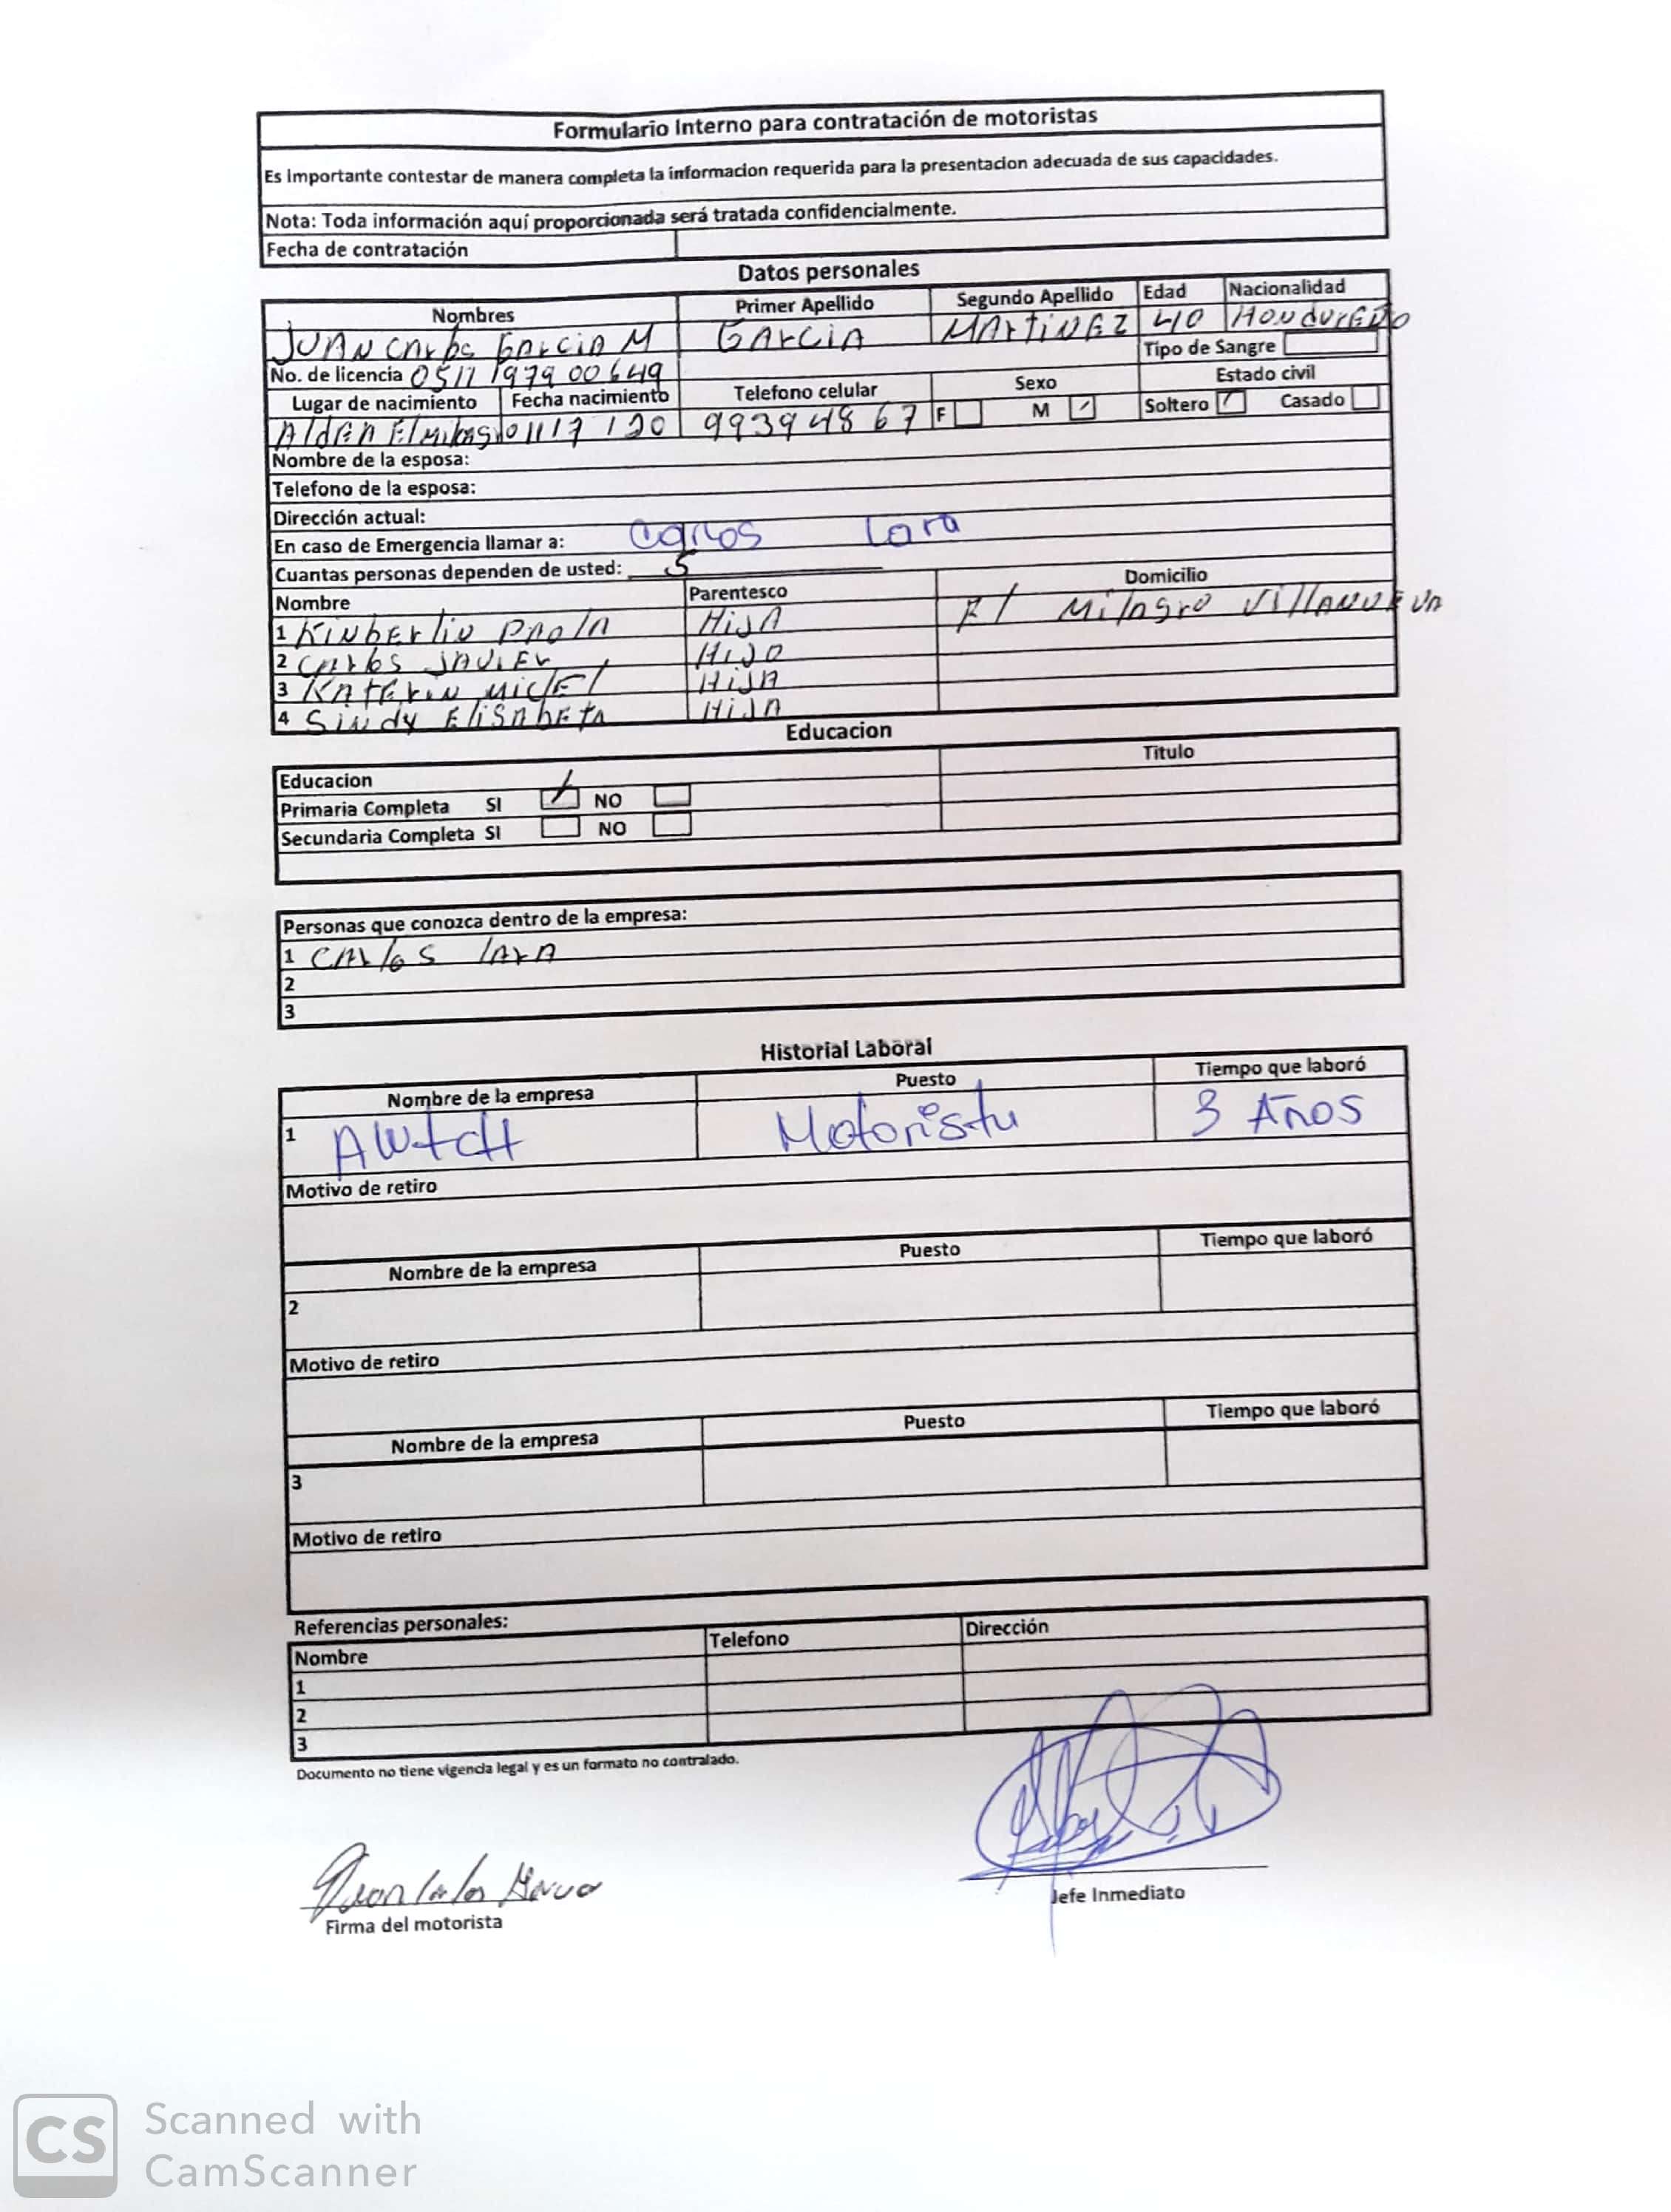 Formulario Interno para contratación de motoristas
Es Importante contestar de manera completa la informacion requerida para la presentacion adecuada de sus capacidades.
Nota: Toda información aquí proporcionada será tratada confidencialmente.
Fecha de contratación
Datos personales
Nombres Primer Apellido Segundo Apellido Edad Nacionalidad
JUAN CARLOS GARCIA M GARCIA MARTINEZ 40 HONDUREÑO
No. de licencia 0511 1979 00649 Tipo de Sangre
Lugar de nacimiento Fecha nacimiento Telefono celular Sexo Estado civil
Aldea El Milagro 99394867 F M Soltero Casado
Nombre de la esposa:
Telefono de la esposa:
Dirección actual:
En caso de Emergencia llamar a: Carlos Lara
Cuantas personas dependen de usted: 5
Nombre Parentesco Domicilio
1 KINBERLIN PAOLA HIJA El Milagro VILLANUEVA
2 CARLOS JAVIER HIJO
3 KATERIN MICHEL HIJA
4 SINDY ELISABETA HIJA
Educacion
Educacion Titulo
Primaria Completa SI NO
Secundaria Completa SI NO
Personas que conozca dentro de la empresa:
1 CARLOS LARA
2
3
Historial Laboral
Nombre de la empresa Puesto Tiempo que laboró
1 AWtCH Motorista 3 Años
Motivo de retiro
Nombre de la empresa Puesto Tiempo que laboró
2
Motivo de retiro
Nombre de la empresa Puesto Tiempo que laboró
3
Motivo de retiro
Referencias personales:
Nombre Telefono Dirección
1
2
3
Documento no tiene vigencia legal y es un formato no contralado.
Juan Carlos Garcia
Firma del motorista Jefe Inmediato
CS Scanned with
CamScanner